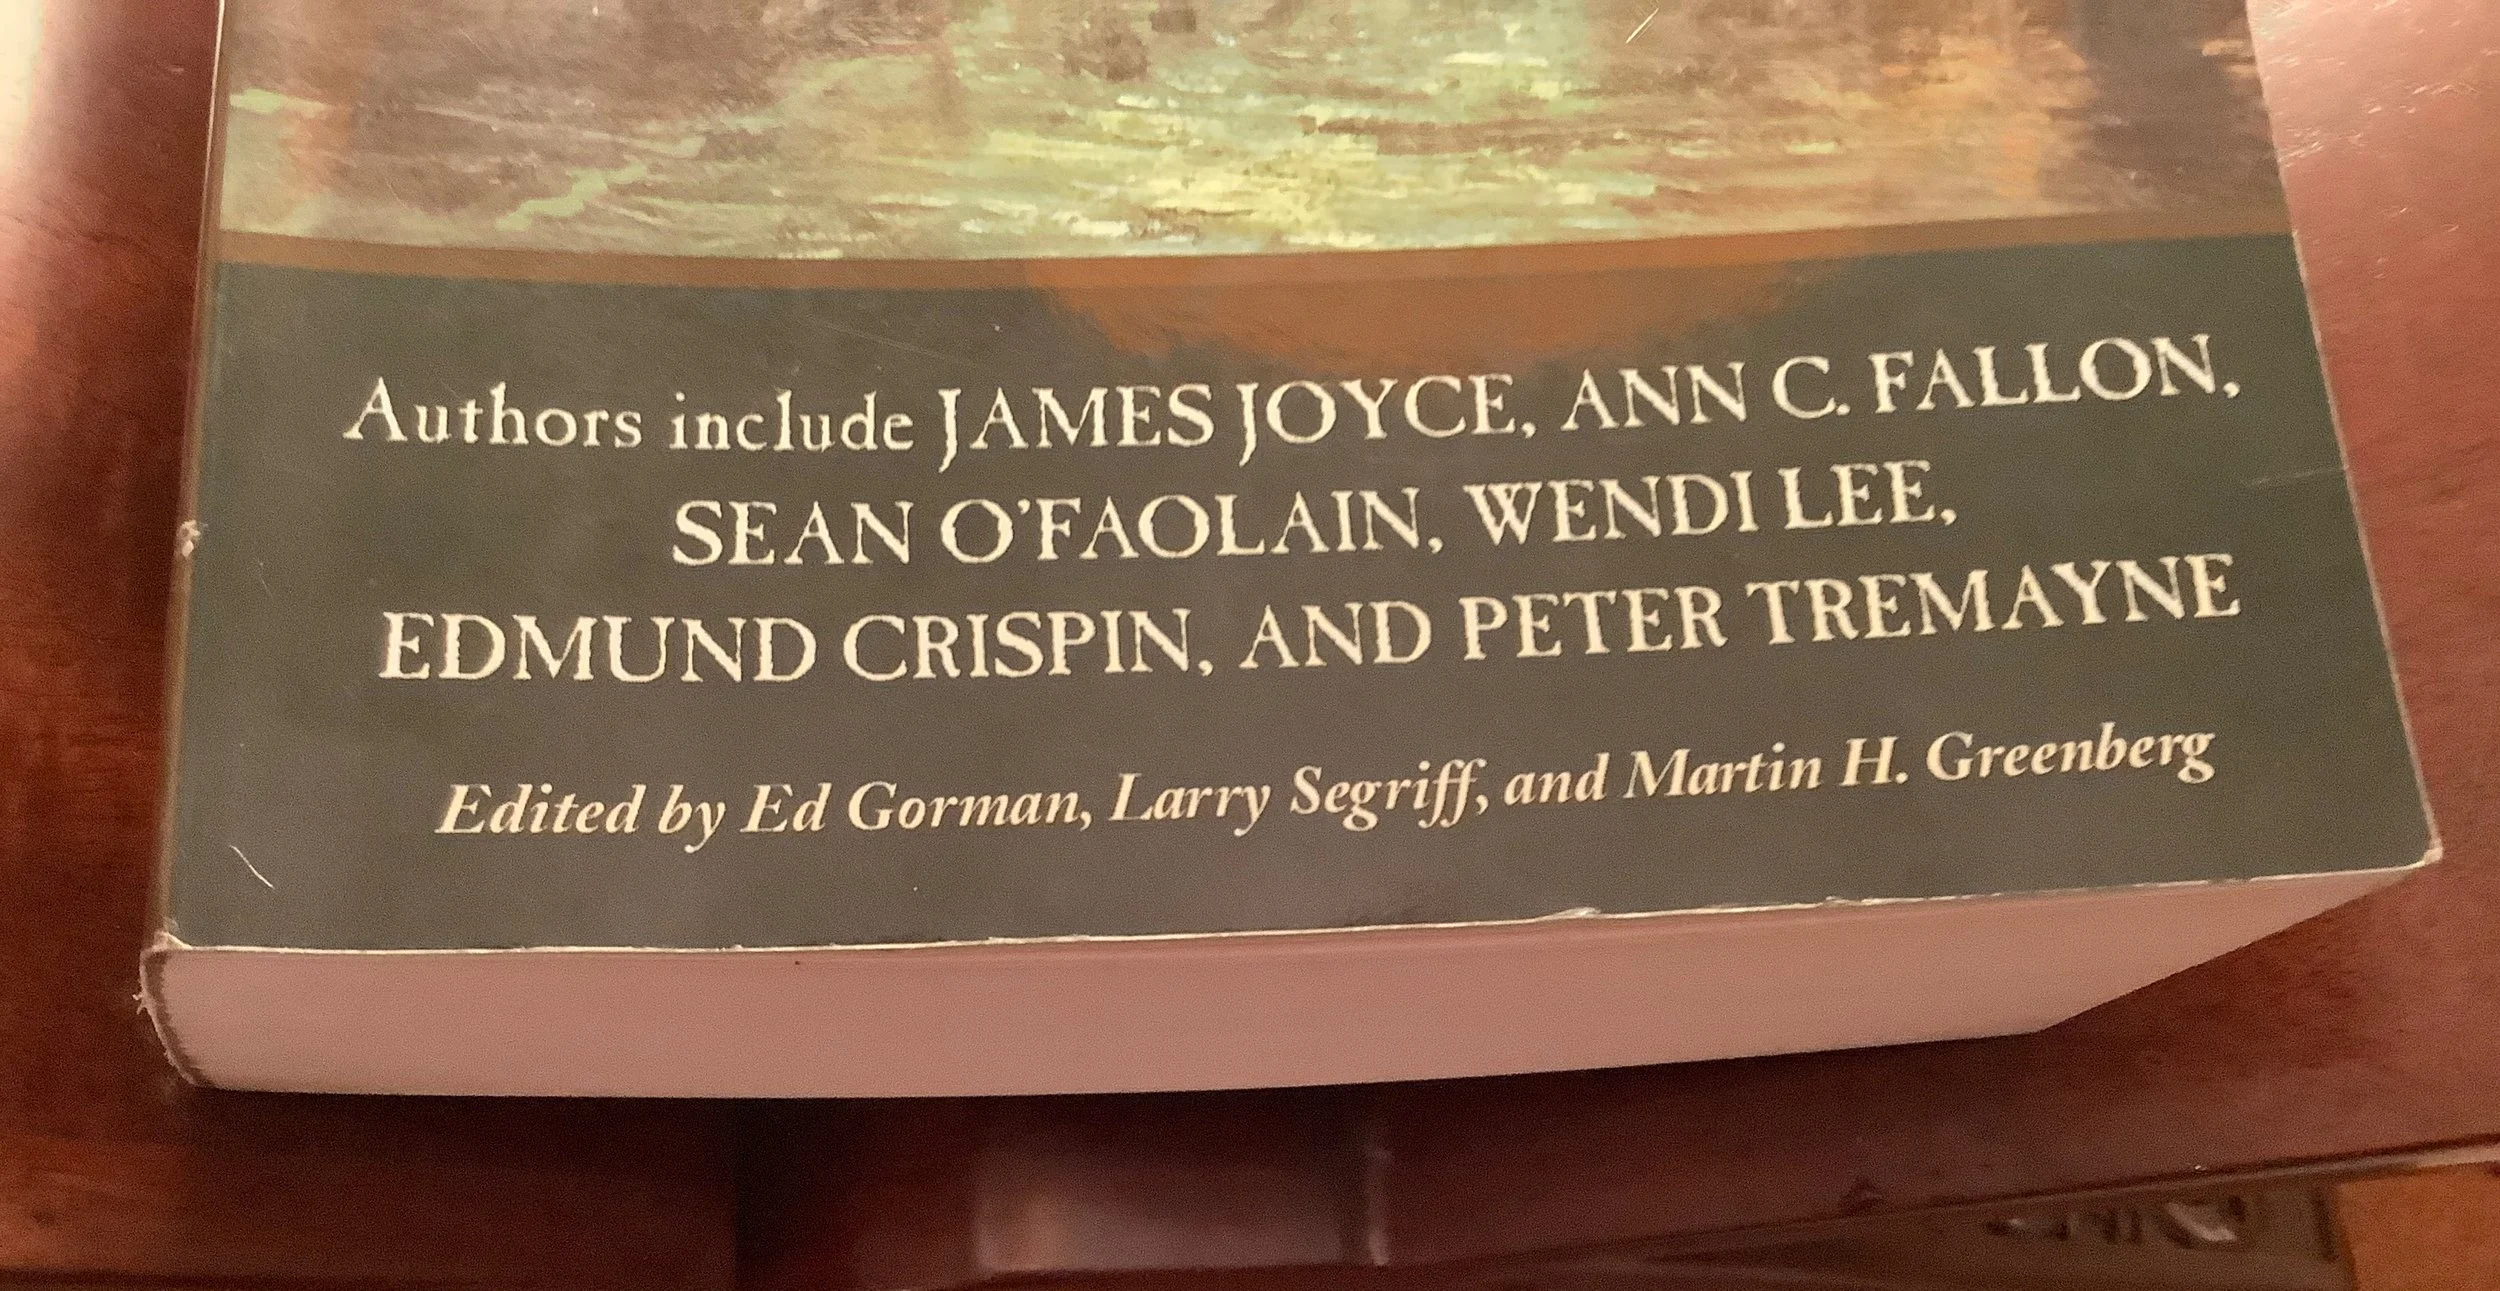 Authors include JAMES JOYCE, ANN C. FALLON,
SEAN O'FAOLAIN, WENDI LEE,
EDMUND CRISPIN, AND PETER TREMAYNE
Edited by Ed Gorman, Larry Segriff, and Martin H. Greenberg